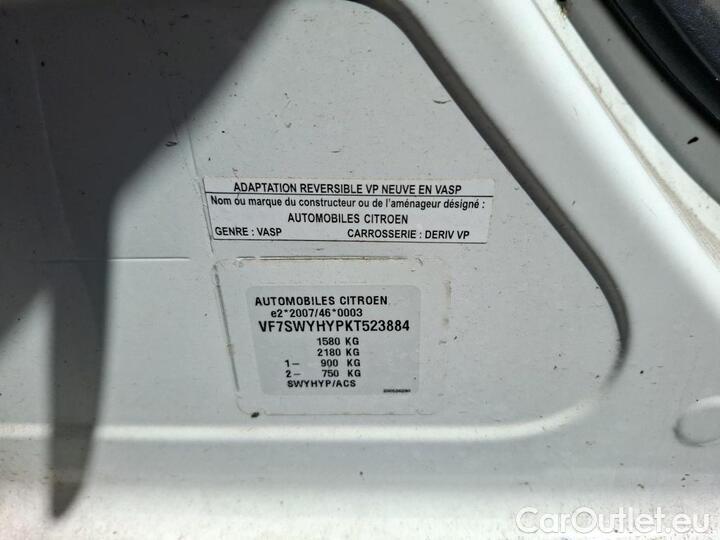 ADAPTATION REVERSIBLE VP NEUVE EN VASP
Nom ou marque du constructeur ou de l'aménageur désigné :
AUTOMOBILES CITROEN
GENRE : VASP CARROSSERIE : DERIV VP
AUTOMOBILES CITROEN
e2*2007/46*0003
VF7SWYHYPKT523884
1580 KG
2180 KG
1- 900 KG
2- 750 KG
SWYHYP/ACS
CarOutlet.eu